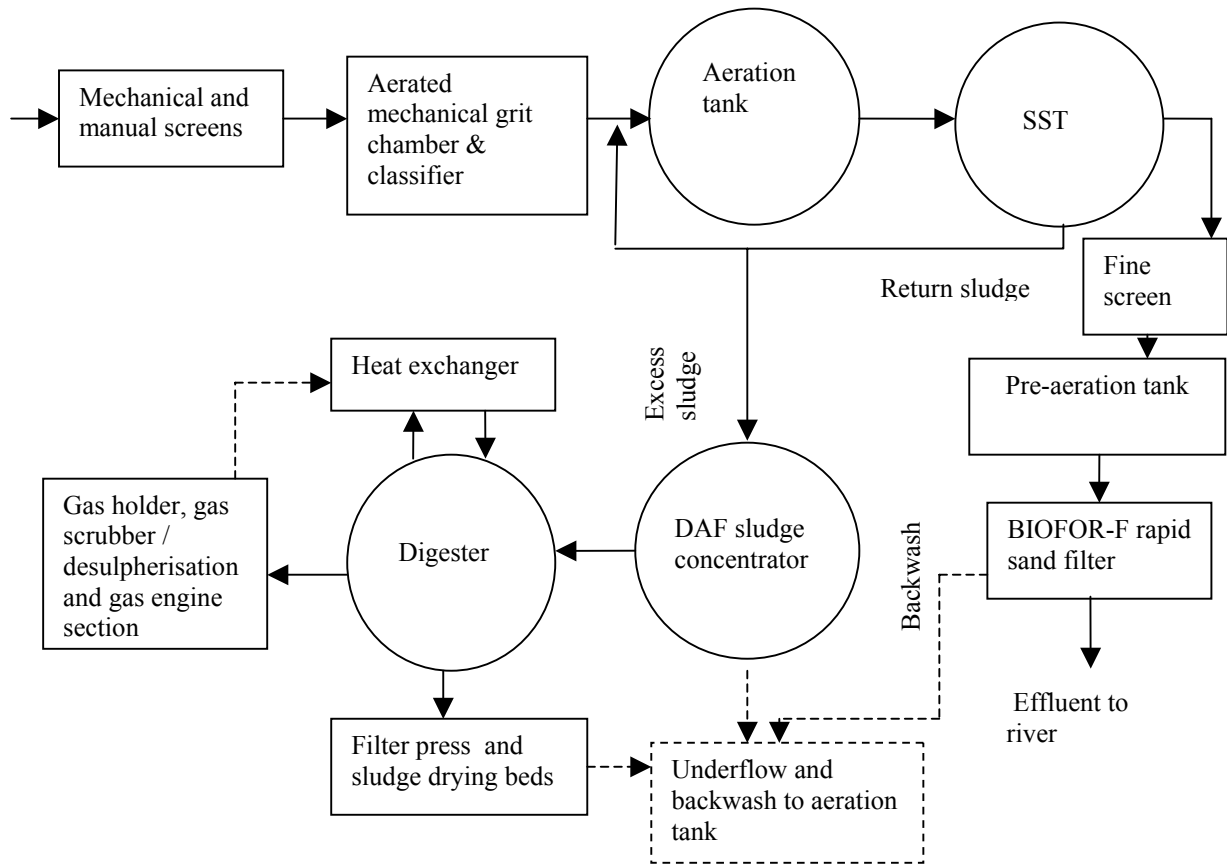 Mechanical and
manual screens
Aerated
mechanical grit
chamber &
classifier
Aeration
tank
SST
Fine
screen
Return sludge
Excess
sludge
Heat exchanger
Pre-aeration tank
Gas holder, gas
scrubber /
desulpherisation
and gas engine
section
Digester
DAF sludge
concentrator
Backwash
BIOFOR-F rapid
sand filter
Effluent to
river
Filter press and
sludge drying beds
Underflow and
backwash to aeration
tank